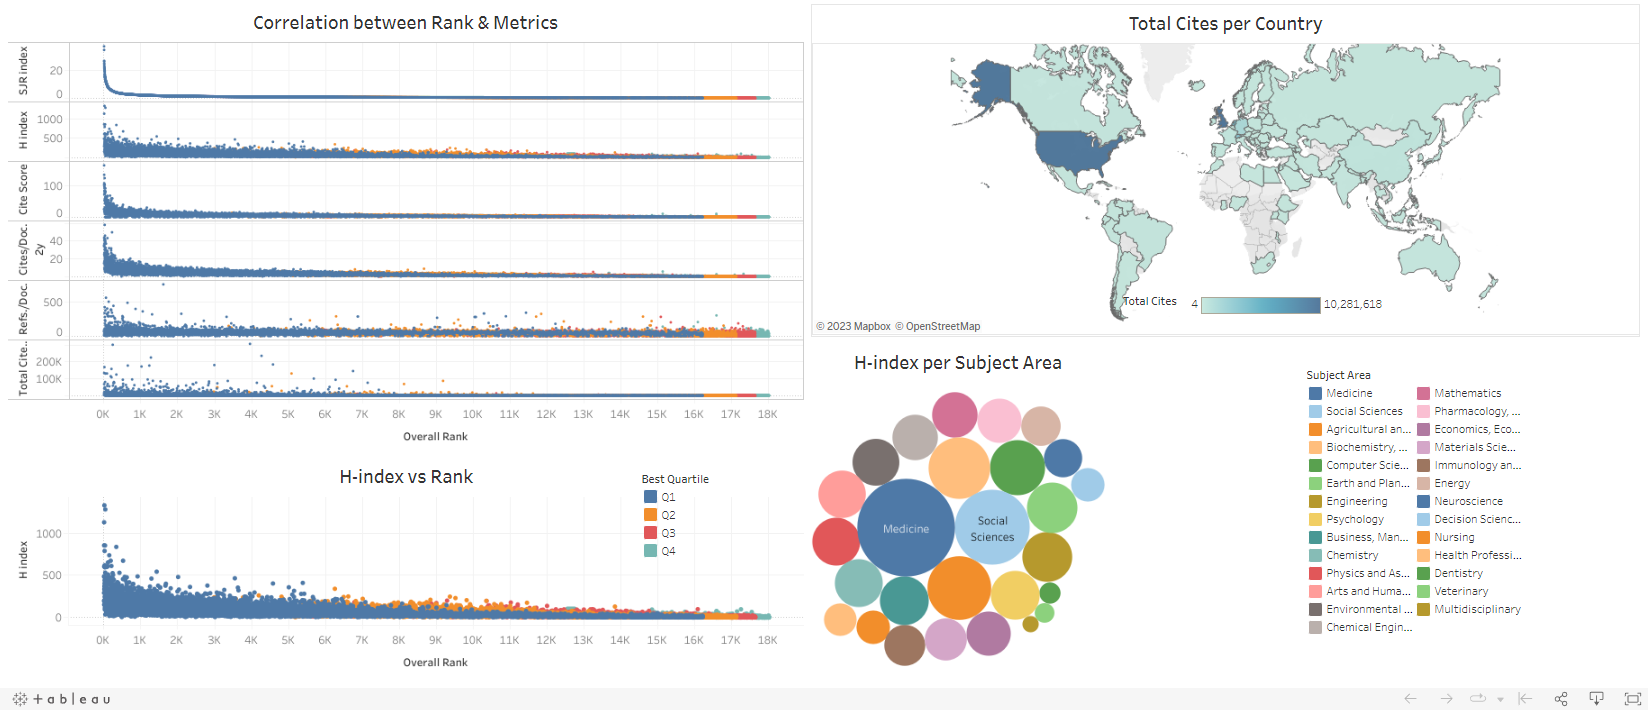 Correlation between Rank & Metrics
SJR index
20
0
H index
1000
500
Cite Score
100
0
Cites/Doc. 2y
40
20
Refs./Doc.
500
0
Total Cite..
200K
100K
0K 1K 2K 3K 4K 5K 6K 7K 8K 9K 10K 11K 12K 13K 14K 15K 16K 17K 18K
Overall Rank
H-index vs Rank
H index
1000
500
0
0K 1K 2K 3K 4K 5K 6K 7K 8K 9K 10K 11K 12K 13K 14K 15K 16K 17K 18K
Overall Rank
Best Quartile
Q1
Q2
Q3
Q4
Total Cites per Country
Total Cites 4 10,281,618
© 2023 Mapbox © OpenStreetMap
H-index per Subject Area
Medicine
Social
Sciences
Subject Area
Medicine
Social Sciences
Agricultural an...
Biochemistry, ...
Computer Scie...
Earth and Plan...
Engineering
Psychology
Business, Man...
Chemistry
Physics and As...
Arts and Huma...
Environmental ...
Chemical Engin...
Mathematics
Pharmacology, ...
Economics, Eco...
Materials Scie...
Immunology an...
Energy
Neuroscience
Decision Scienc...
Nursing
Health Professi...
Dentistry
Veterinary
Multidisciplinary
+ableau